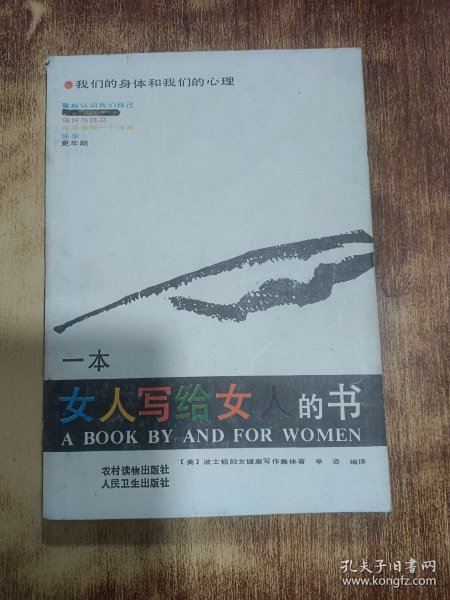 ●我们的身体和我们的心理
重新认识我们自己
强奸与自卫
怀孕
更年期
一本
女人写给女人的书
A BOOK BY AND FOR WOMEN
【美】波士顿妇女健康写作集体著 辛姿 编译
农村读物出版社
人民卫生出版社
孔夫子旧书网
www.kongfz.com